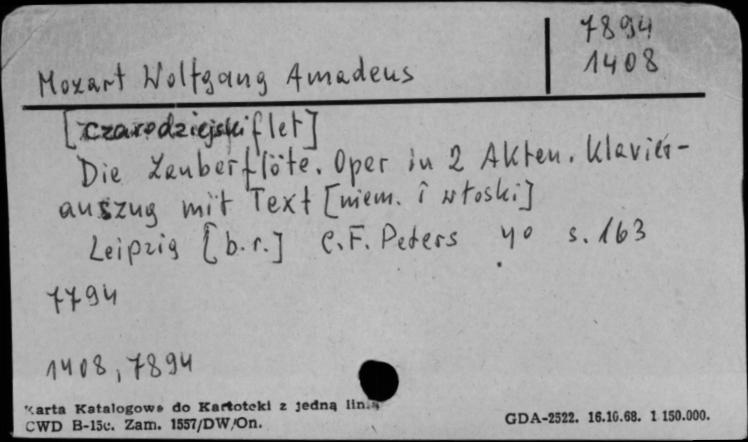 7894
1408
Mozart Wolfgang Amadeus
[Czarodziejski flet]
Die Zauberflöte. Oper in 2 Akten. Klavier-
auszug mit Text [niem. i włoski]
Leipzig [b.r.] C.F. Peters 4o s. 163
7794
1408, 7894
Karta Katalogowa do Kartoteki z jedną linią
CWD B-15c. Zam. 1557/DW/On.
GDA-2522. 16.10.68. 1 150.000.